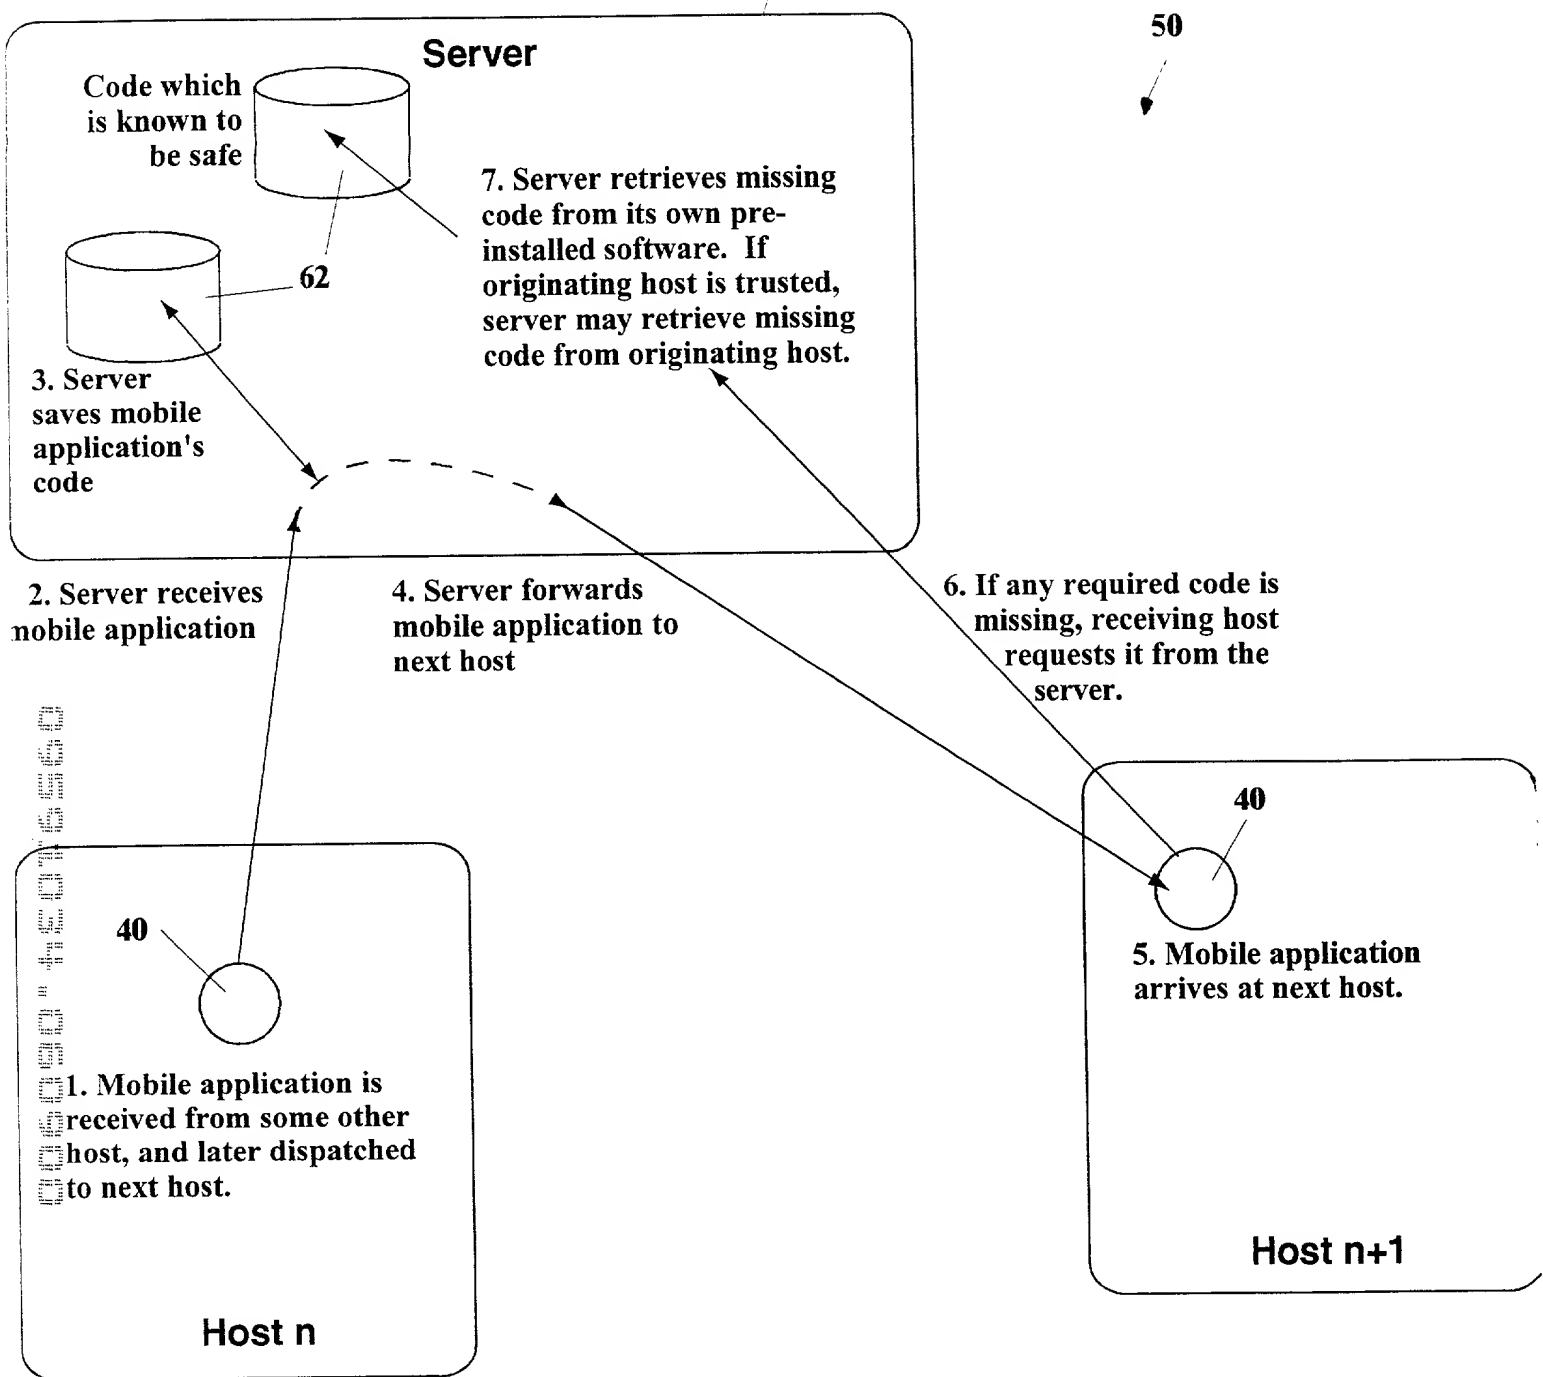 50
Server
Code which
is known to
be safe
7. Server retrieves missing
code from its own pre-
installed software. If
originating host is trusted,
server may retrieve missing
code from originating host.
62
3. Server
saves mobile
application's
code
2. Server receives
mobile application
4. Server forwards
mobile application to
next host
6. If any required code is
missing, receiving host
requests it from the
server.
40
5. Mobile application
arrives at next host.
Host n+1
40
1. Mobile application is
received from some other
host, and later dispatched
to next host.
Host n